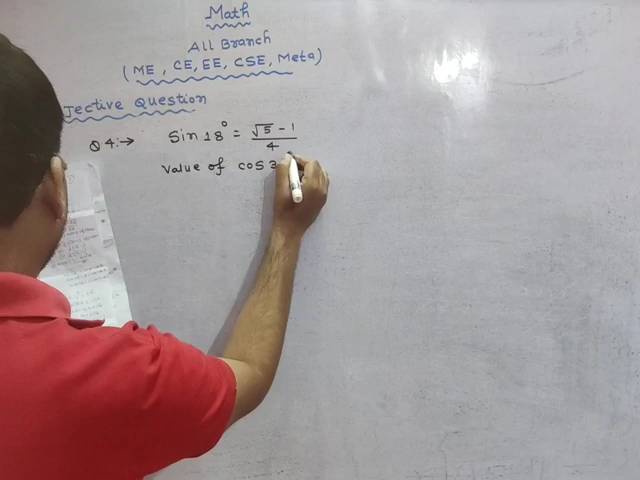 Math
All Branch
(ME, CE, EE, CSE, Meta)
jective Question
Q4:→ Sin 18° = √5 - 1 / 4
value of cos 3